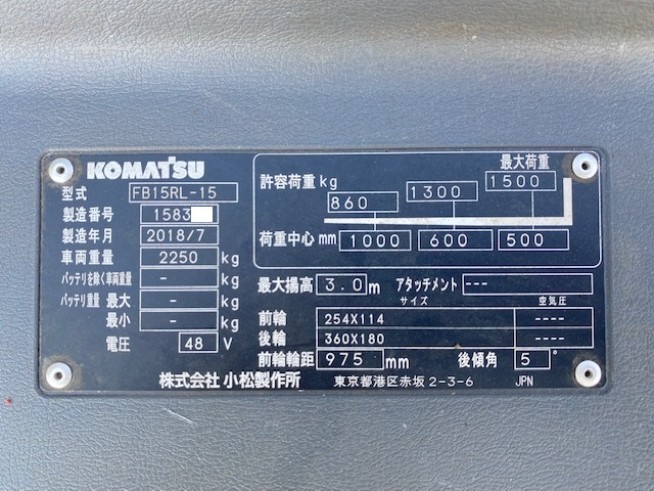 KOMATSU
型式 FB15RL-15
製造番号 1583
製造年月 2018/7
車両重量 2250 kg
バッテリを除く車両重量 - kg
バッテリ重量 最大 - kg
最小 - kg
電圧 48 V
最大荷重
許容荷重 kg 860 1300 1500
荷重中心 mm 1000 600 500
最大揚高 3.0 m アタッチメント ---
サイズ 空気圧
前輪 254X114 ----
後輪 360X180 ----
前輪輪距 975 mm 後傾角 5°
株式会社 小松製作所 東京都港区赤坂 2-3-6 JPN